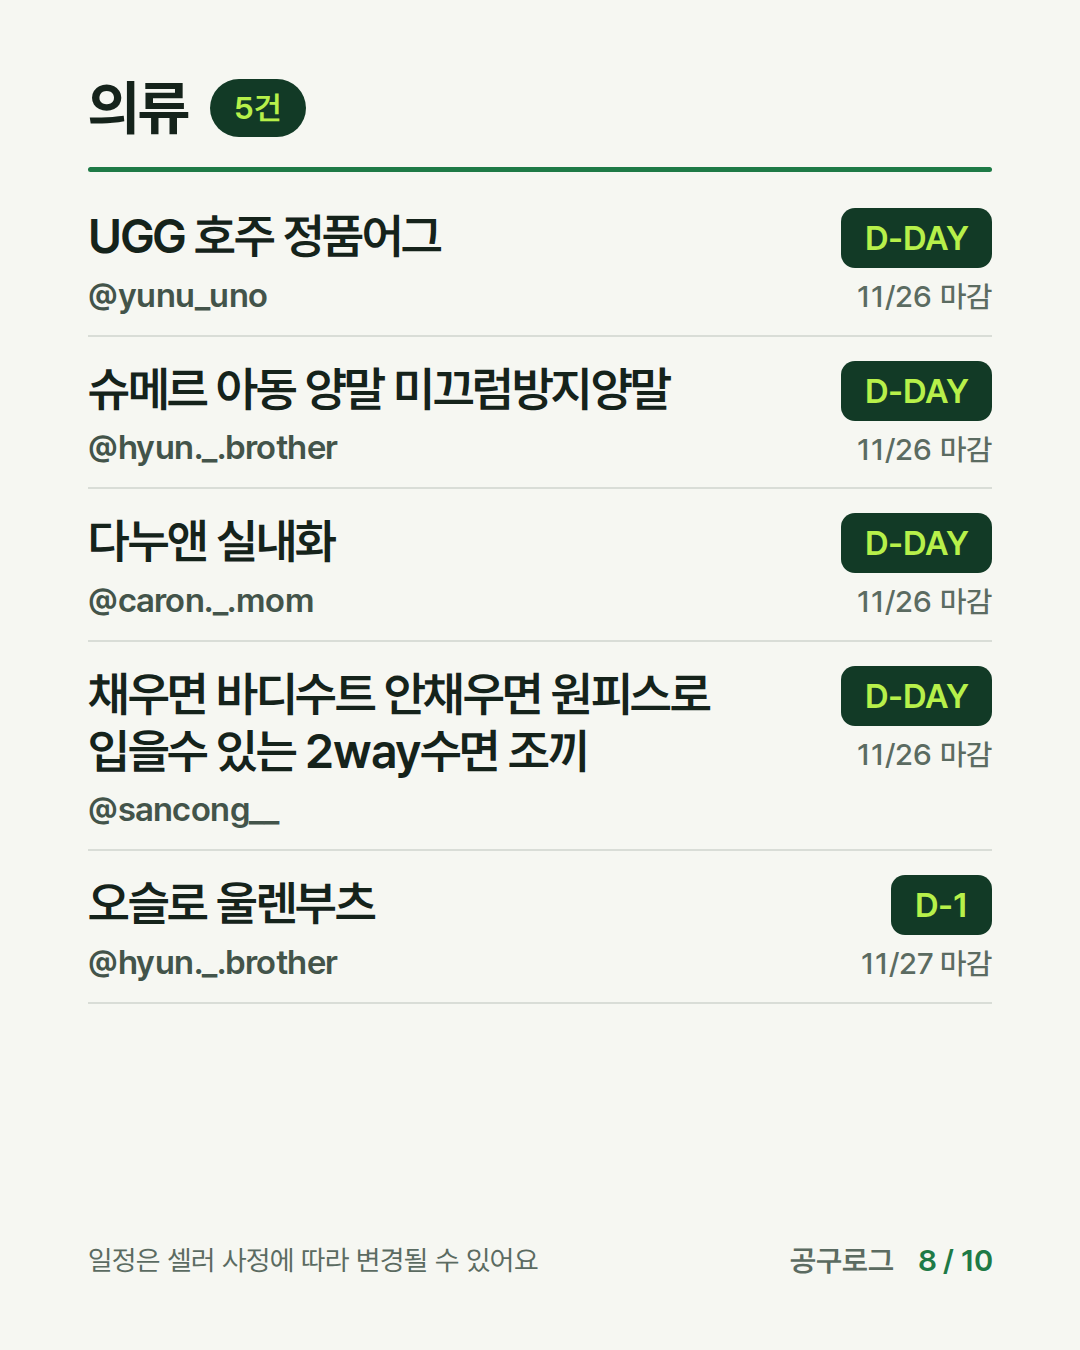 의류 5건
UGG 호주 정품어그 D-DAY
@yunu_uno 11/26 마감
슈메르 아동 양말 미끄럼방지양말 D-DAY
@hyun._.brother 11/26 마감
다누앤 실내화 D-DAY
@caron._.mom 11/26 마감
채우면 바디수트 안채우면 원피스로 D-DAY
입을수 있는 2way수면 조끼 11/26 마감
@sancong__
오슬로 울렌부츠 D-1
@hyun._.brother 11/27 마감
일정은 셀러 사정에 따라 변경될 수 있어요 공구로그 8 / 10